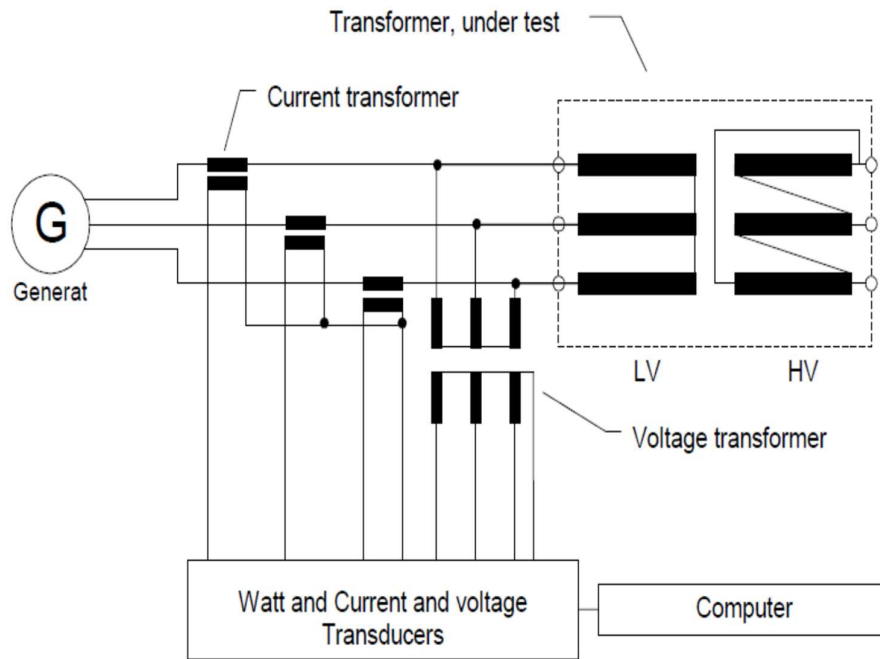 Transformer, under test
Current transformer
G
Generat
LV
HV
Voltage transformer
Watt and Current and voltage
Transducers
Computer